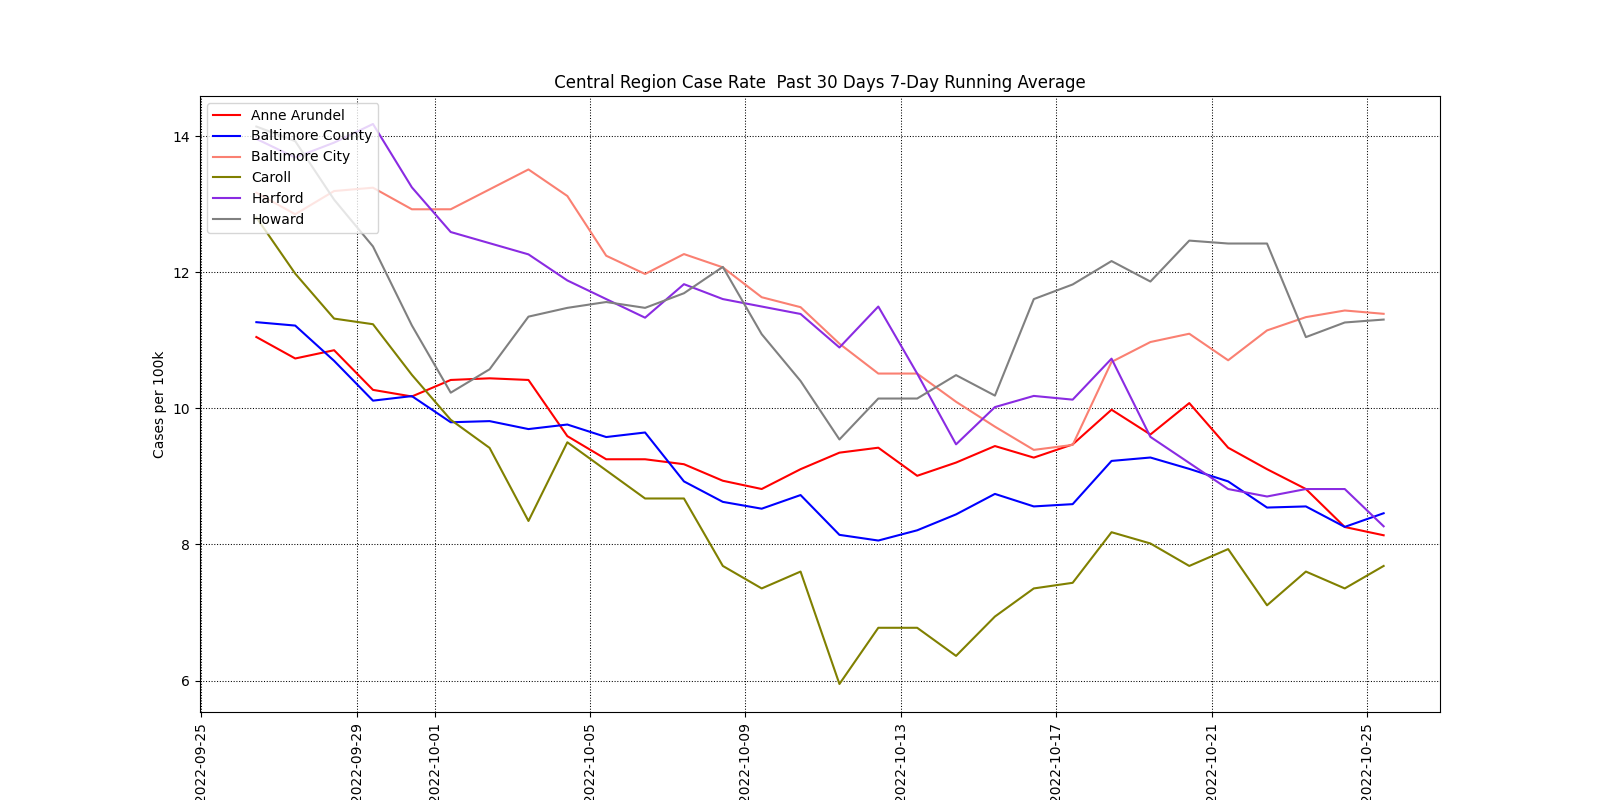 Central Region Case Rate  Past 30 Days 7-Day Running Average
Anne Arundel
Baltimore County
Baltimore City
Caroll
Harford
Howard
Cases per 100k
14
12
10
8
6
2022-09-25
2022-09-29
2022-10-01
2022-10-05
2022-10-09
2022-10-13
2022-10-17
2022-10-21
2022-10-25